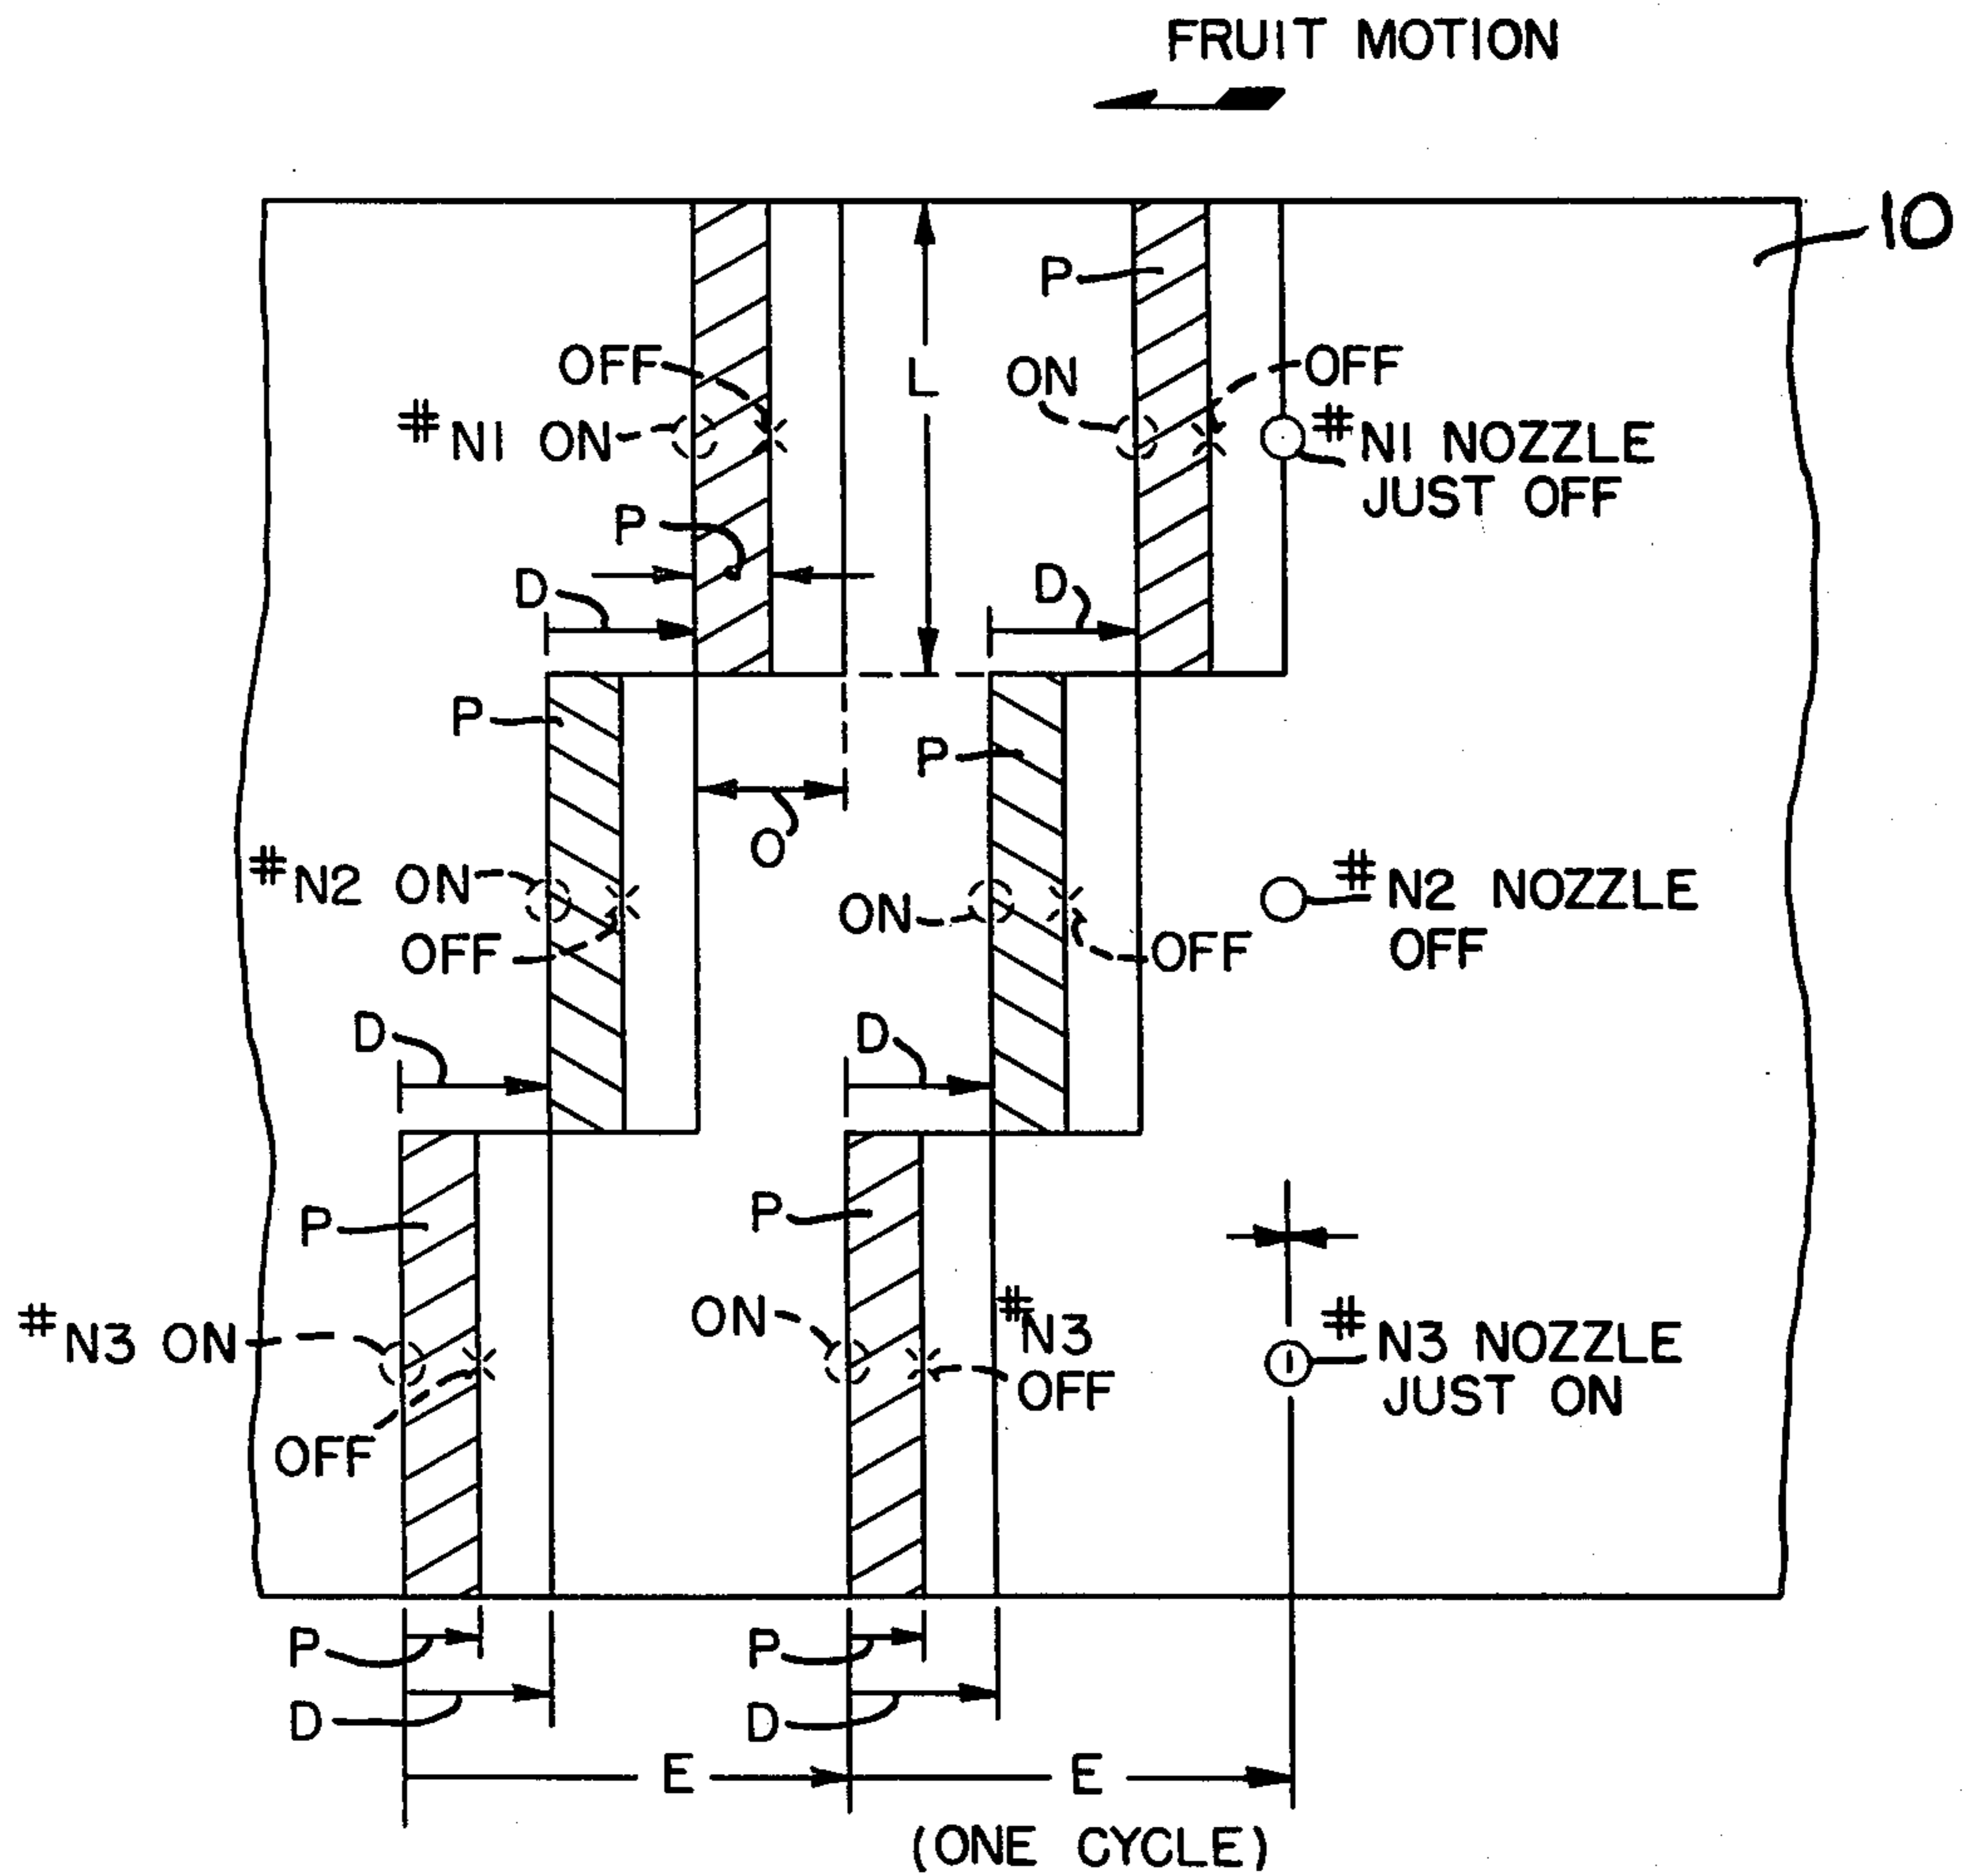 FRUIT MOTION
10
P
OFF
L
ON
OFF
#N1 ON
#N1 NOZZLE
JUST OFF
P
D
D
P
P
O
#N2 ON
OFF
ON
OFF
#N2 NOZZLE
OFF
D
D
P
P
#N3 ON
OFF
ON
#N3
OFF
#N3 NOZZLE
JUST ON
P
P
D
D
E
E
(ONE CYCLE)